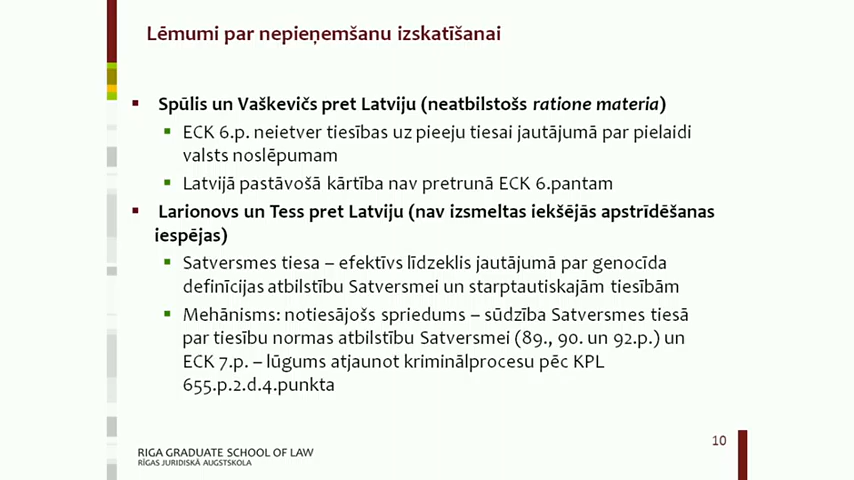 Lēmumi par nepieņemšanu izskatīšanai
Spūlis un Vaškevičs pret Latviju (neatbilstošs ratione materia)
ECK 6.p. neietver tiesības uz pieeju tiesai jautājumā par pielaidi
valsts noslēpumam
Latvijā pastāvošā kārtība nav pretrunā ECK 6.pantam
Larionovs un Tess pret Latviju (nav izsmeltas iekšējās apstrīdēšanas
iespējas)
Satversmes tiesa – efektīvs līdzeklis jautājumā par genocīda
definīcijas atbilstību Satversmei un starptautiskajām tiesībām
Mehānisms: notiesājošs spriedums – sūdzība Satversmes tiesā
par tiesību normas atbilstību Satversmei (89., 90. un 92.p.) un
ECK 7.p. – lūgums atjaunot kriminālprocesu pēc KPL
655.p.2.d.4.punkta
10
RIGA GRADUATE SCHOOL OF LAW
RĪGAS JURIDISKĀ AUGSTSKOLA